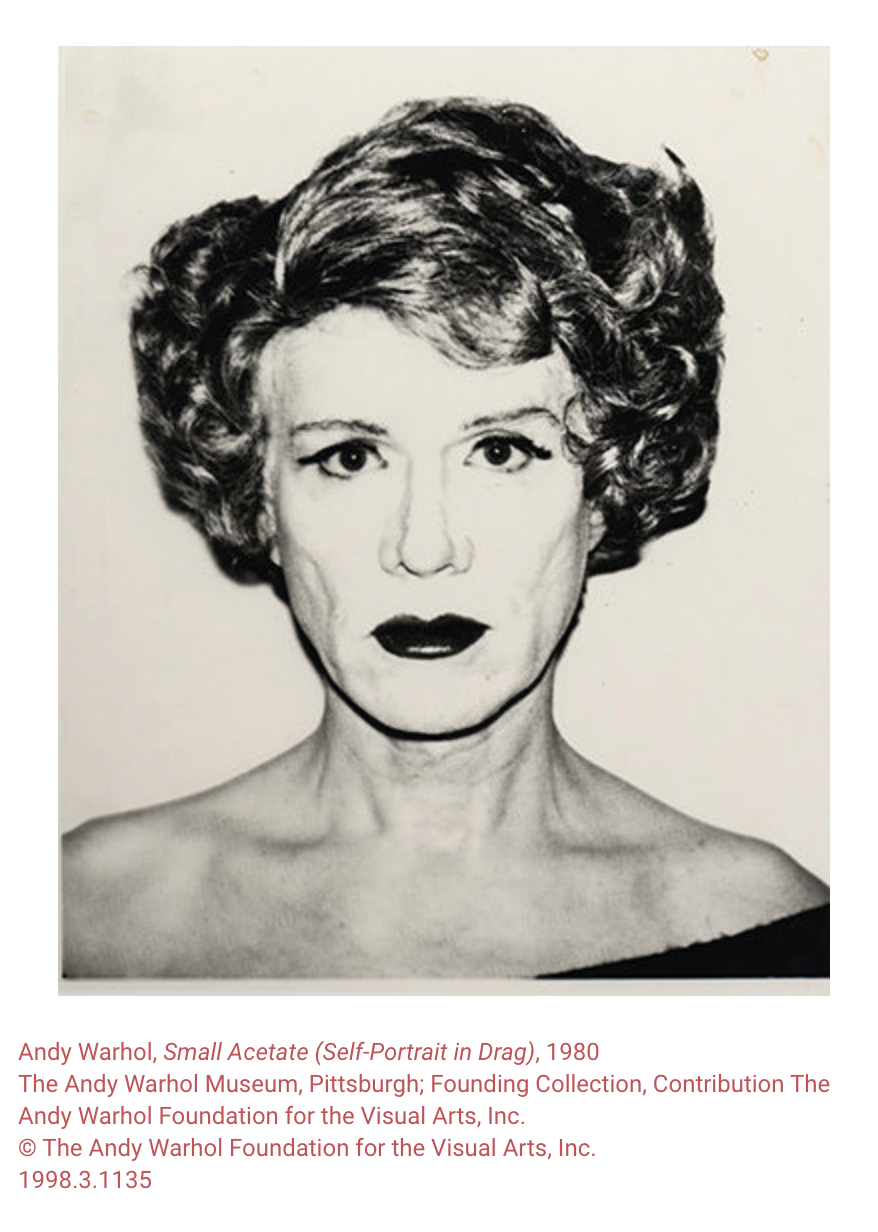 Andy Warhol, Small Acetate (Self-Portrait in Drag), 1980
The Andy Warhol Museum, Pittsburgh; Founding Collection, Contribution The
Andy Warhol Foundation for the Visual Arts, Inc.
© The Andy Warhol Foundation for the Visual Arts, Inc.
1998.3.1135